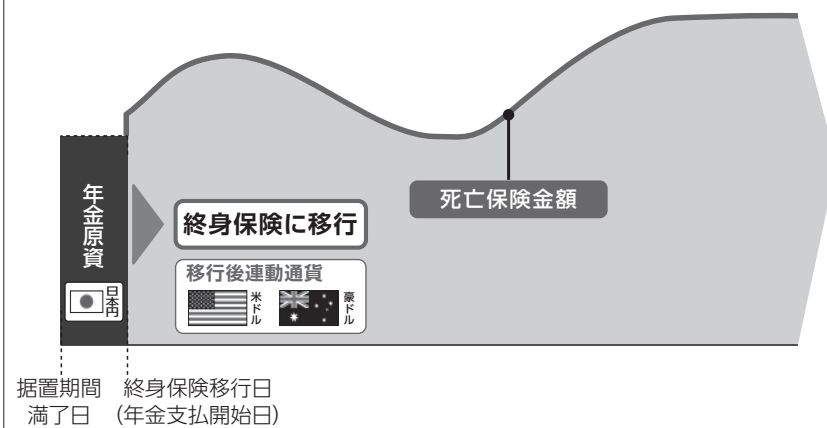 死亡保険金額
年金原資
日本円
終身保険に移行
移行後連動通貨
米ドル
豪ドル
据置期間
満了日
終身保険移行日
(年金支払開始日)